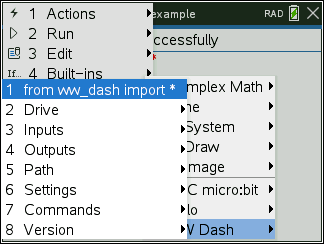 1 Actions
2 Run
3 Edit
4 Built-ins
example
RAD
ccessfully
1 from ww_dash import *
2 Drive
3 Inputs
4 Outputs
5 Path
6 Settings
7 Commands
8 Version
mplex Math
me
System
Draw
mage
C micro:bit
lo
W Dash